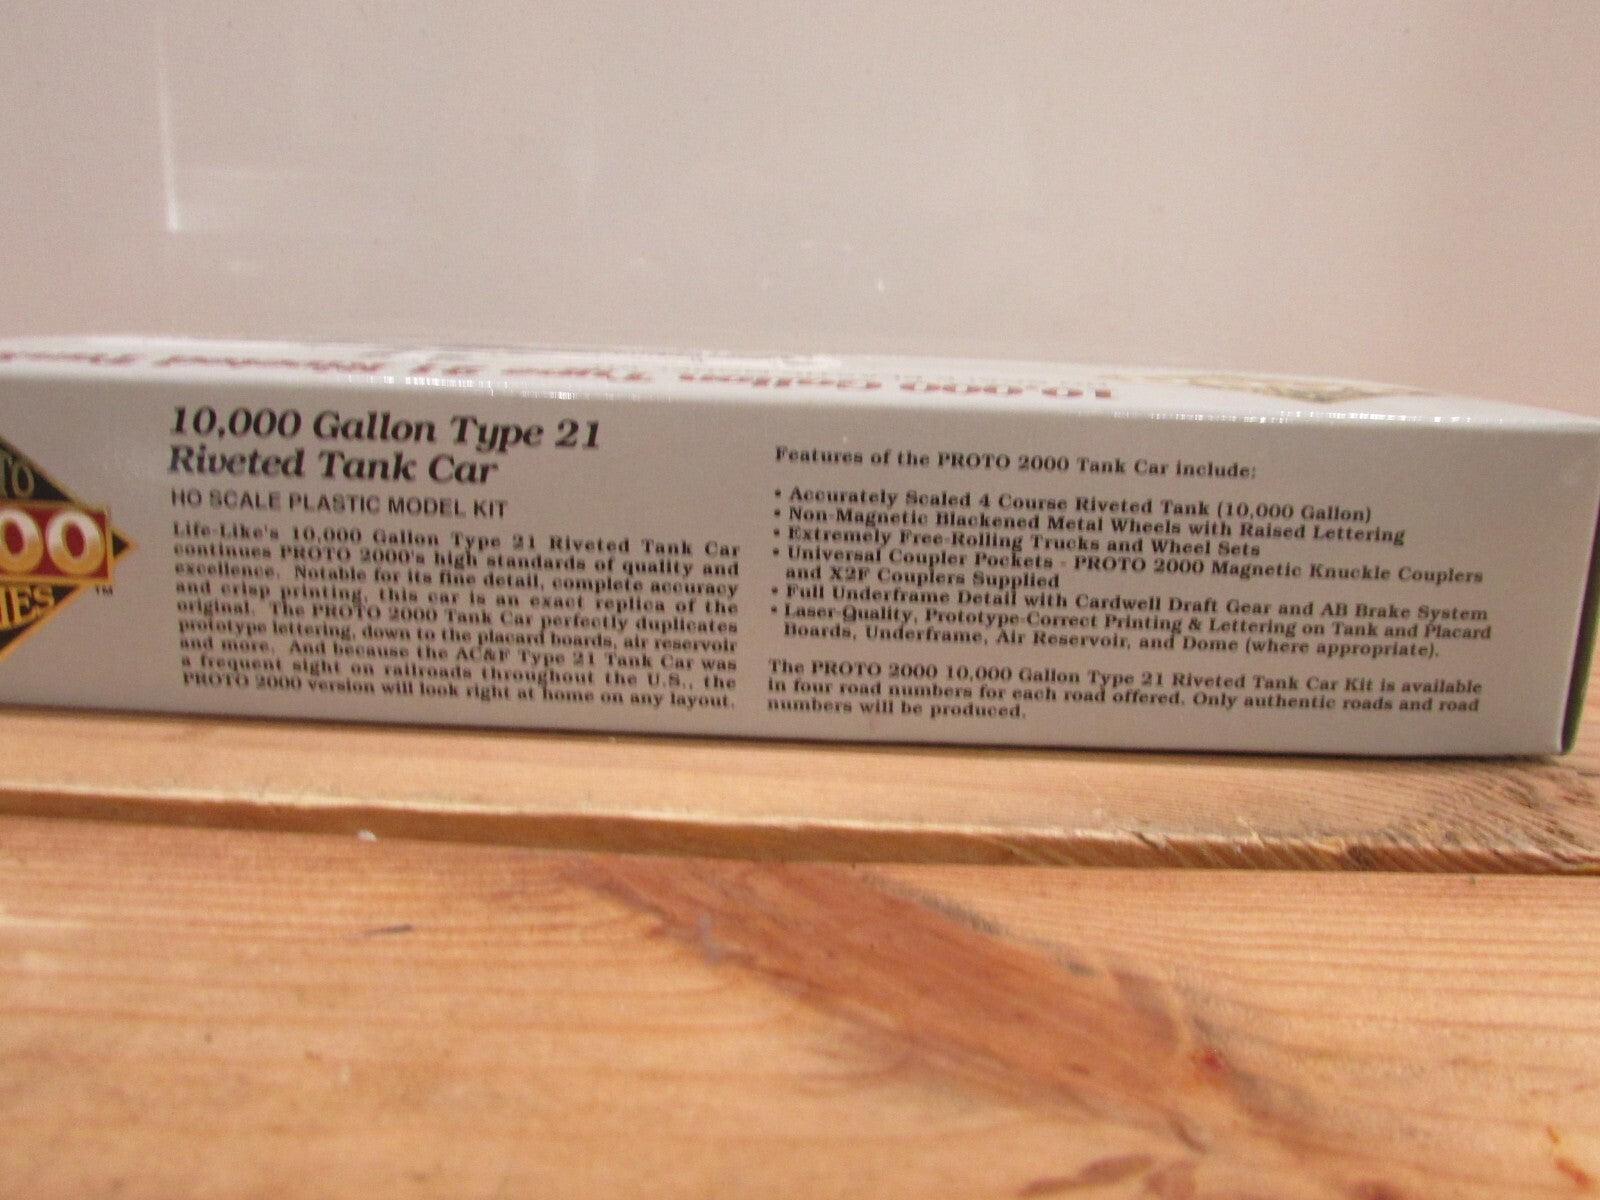 10,000 Gallon Type 21 Riveted
TO
00
IES
™
10,000 Gallon Type 21
Riveted Tank Car
HO SCALE PLASTIC MODEL KIT
Life-Like's 10,000 Gallon Type 21 Riveted Tank Car
continues PROTO 2000's high standards of quality and
excellence. Notable for its fine detail, complete accuracy
and crisp printing, this car is an exact replica of the
original. The PROTO 2000 Tank Car perfectly duplicates
prototype lettering, down to the placard boards, air reservoir
and more. And because the AC&F Type 21 Tank Car was
a frequent sight on railroads throughout the U.S., the
PROTO 2000 version will look right at home on any layout.
Features of the PROTO 2000 Tank Car include:
• Accurately Scaled 4 Course Riveted Tank (10,000 Gallon)
• Non-Magnetic Blackened Metal Wheels with Raised Lettering
• Extremely Free-Rolling Trucks and Wheel Sets
• Universal Coupler Pockets - PROTO 2000 Magnetic Knuckle Couplers
and X2F Couplers Supplied
• Full Underframe Detail with Cardwell Draft Gear and AB Brake System
• Laser-Quality, Prototype-Correct Printing & Lettering on Tank and Placard
Boards, Underframe, Air Reservoir, and Dome (where appropriate).
The PROTO 2000 10,000 Gallon Type 21 Riveted Tank Car Kit is available
in four road numbers for each road offered. Only authentic roads and road
numbers will be produced.